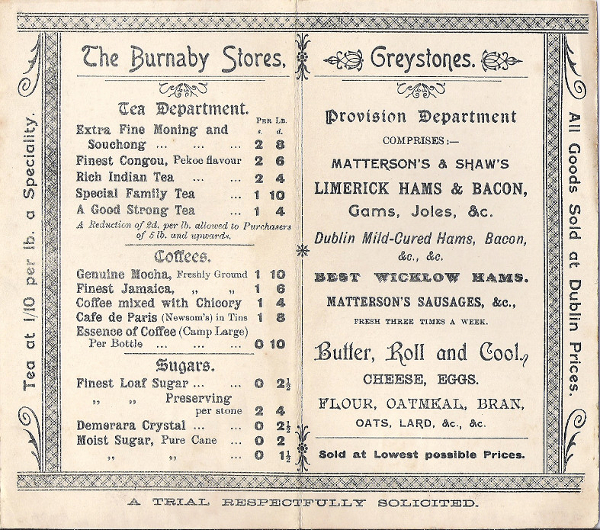 The Burnaby Stores,
Tea Department.
PER LB.
s. d.
Extra Fine Moning and
Souchong ... ... ... 2 8
Finest Congou, Pekoe flavour 2 6
Rich Indian Tea ... ... 2 4
Special Family Tea ... 1 10
A Good Strong Tea ... 1 4
A Reduction of 2d. per lb. allowed to Purchasers
of 5 lb. and upwards.
Coffees.
Genuine Mocha, Freshly Ground 1 10
Finest Jamaica, „ „ 1 6
Coffee mixed with Chicory 1 4
Cafe de Paris (Newsom's) in Tins 1 8
Essence of Coffee (Camp Large)
Per Bottle ... ... ... 0 10
Sugars.
Finest Loaf Sugar ... ... 0 2½
„ „ Preserving
per stone 2 4
Demerara Crystal ... ... 0 2½
Moist Sugar, Pure Cane ... 0 2
„ „ ... 0 1½
Tea at 1/10 per lb. a Speciality.
Greystones.
Provision Department
COMPRISES:—
MATTERSON'S & SHAW'S
LIMERICK HAMS & BACON,
Gams, Joles, &c.
Dublin Mild-Cured Hams, Bacon,
&c., &c.
BEST WICKLOW HAMS.
MATTERSON'S SAUSAGES, &c.,
FRESH THREE TIMES A WEEK.
Butter, Roll and Cool,
CHEESE, EGGS.
FLOUR, OATMEAL, BRAN,
OATS, LARD, &c., &c.
Sold at Lowest possible Prices.
All Goods Sold at Dublin Prices.
A TRIAL RESPECTFULLY SOLICITED.